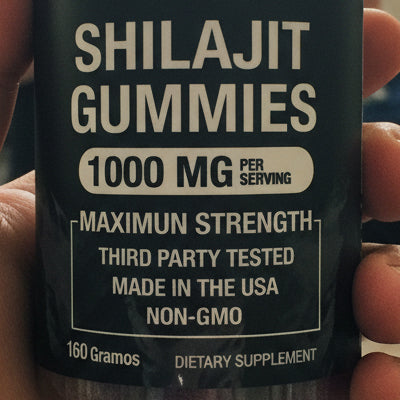 SHILAJIT
GUMMIES
1000 MG PER SERVING
MAXIMUN STRENGTH
THIRD PARTY TESTED
MADE IN THE USA
NON-GMO
160 Gramos DIETARY SUPPLEMENT